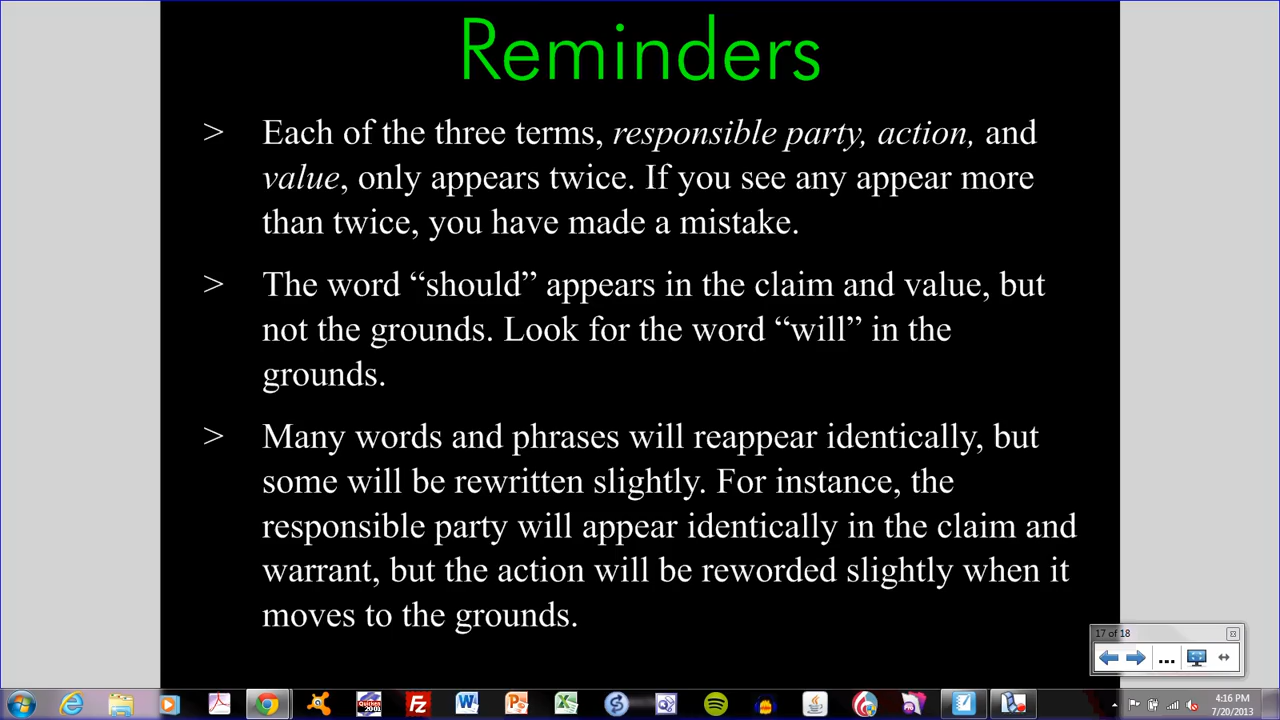 Reminders
> Each of the three terms, responsible party, action, and
value, only appears twice. If you see any appear more
than twice, you have made a mistake.
> The word “should” appears in the claim and value, but
not the grounds. Look for the word “will” in the
grounds.
> Many words and phrases will reappear identically, but
some will be rewritten slightly. For instance, the
responsible party will appear identically in the claim and
warrant, but the action will be reworded slightly when it
moves to the grounds.
17 of 18
...
Quicken
2003
4:16 PM
7/20/2013